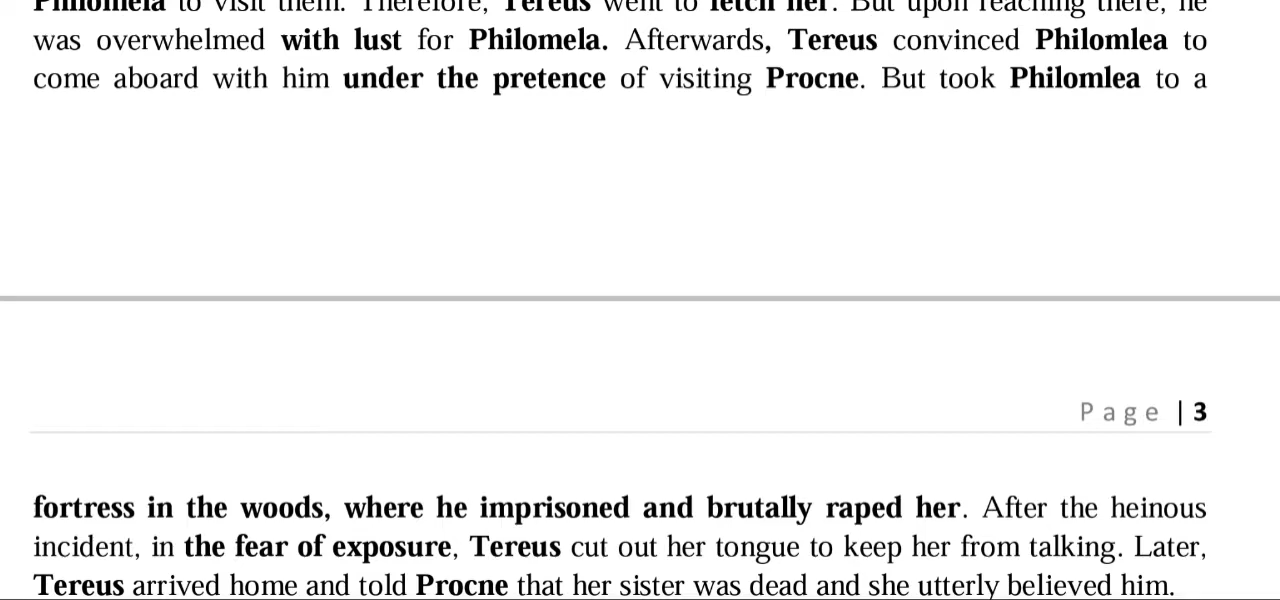 Philomela to visit them. Therefore, Tereus went to fetch her. But upon reaching there, he
was overwhelmed with lust for Philomela. Afterwards, Tereus convinced Philomlea to
come aboard with him under the pretence of visiting Procne. But took Philomlea to a
Page | 3
fortress in the woods, where he imprisoned and brutally raped her. After the heinous
incident, in the fear of exposure, Tereus cut out her tongue to keep her from talking. Later,
Tereus arrived home and told Procne that her sister was dead and she utterly believed him.